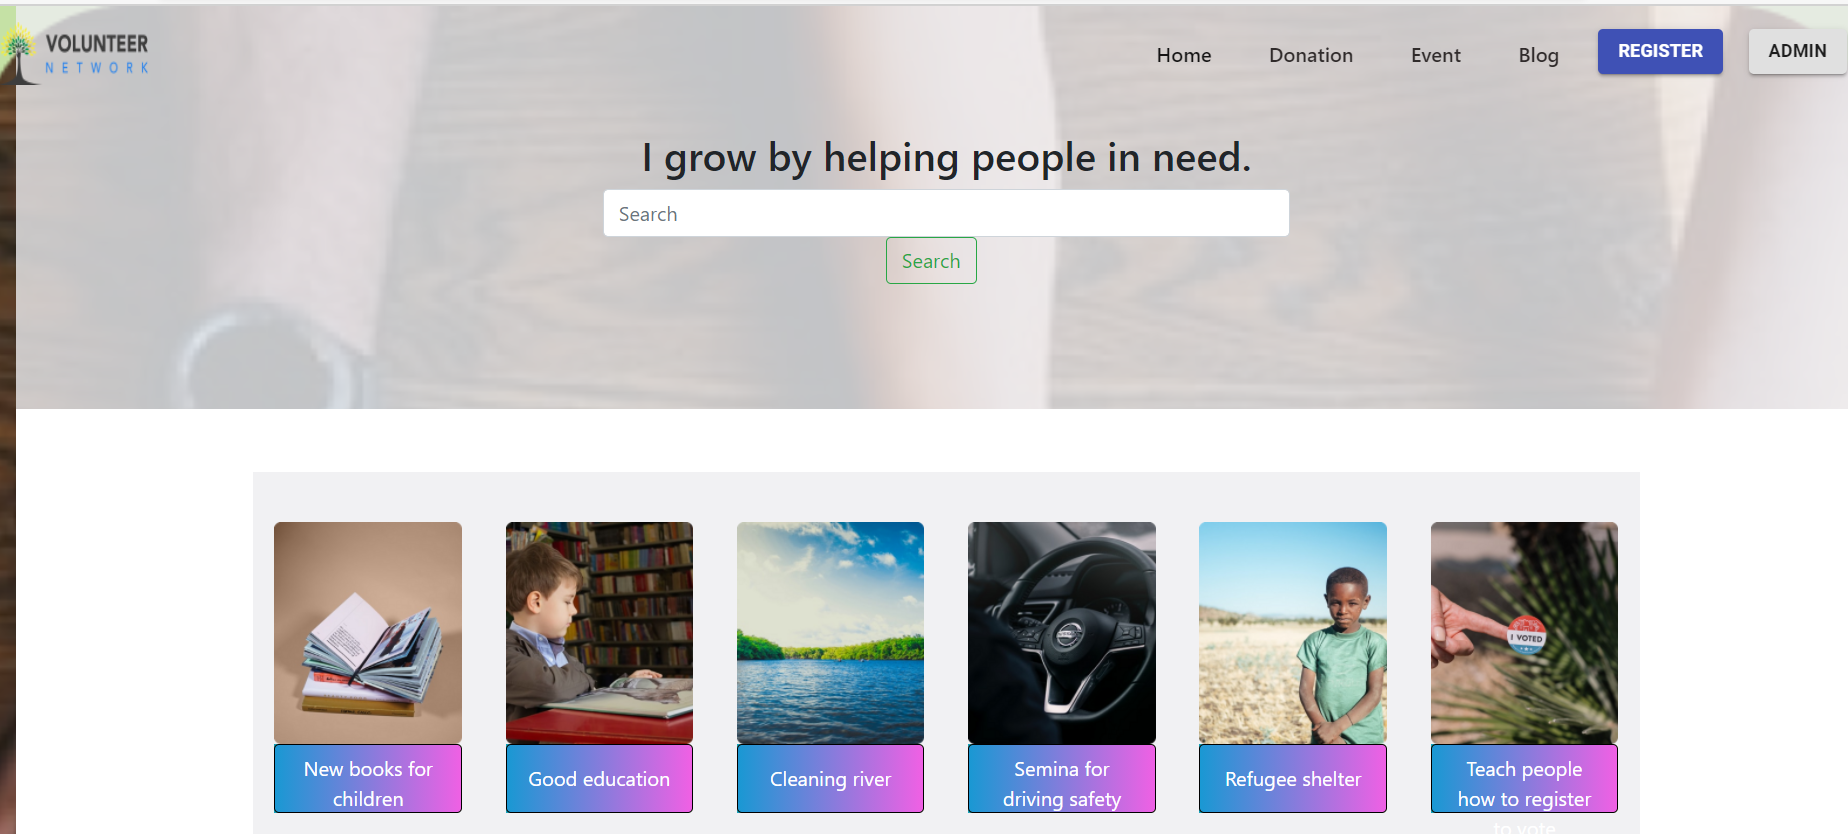 VOLUNTEER
NETWORK
Home
Donation
Event
Blog
REGISTER
ADMIN
I grow by helping people in need.
Search
Search
I VOTED
New books for
children
Good education
Cleaning river
Semina for
driving safety
Refugee shelter
Teach people
how to register
to vote